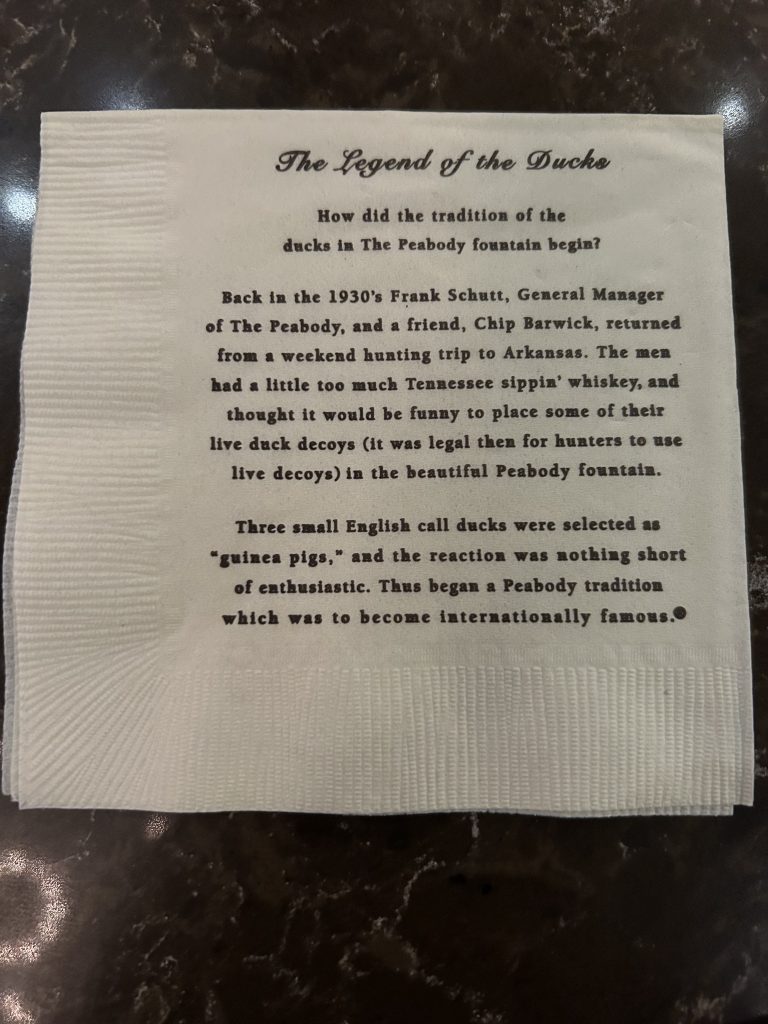 The Legend of the Ducks
How did the tradition of the
ducks in The Peabody fountain begin?
Back in the 1930's Frank Schutt, General Manager
of The Peabody, and a friend, Chip Barwick, returned
from a weekend hunting trip to Arkansas. The men
had a little too much Tennessee sippin' whiskey, and
thought it would be funny to place some of their
live duck decoys (it was legal then for hunters to use
live decoys) in the beautiful Peabody fountain.
Three small English call ducks were selected as
"guinea pigs," and the reaction was nothing short
of enthusiastic. Thus began a Peabody tradition
which was to become internationally famous.